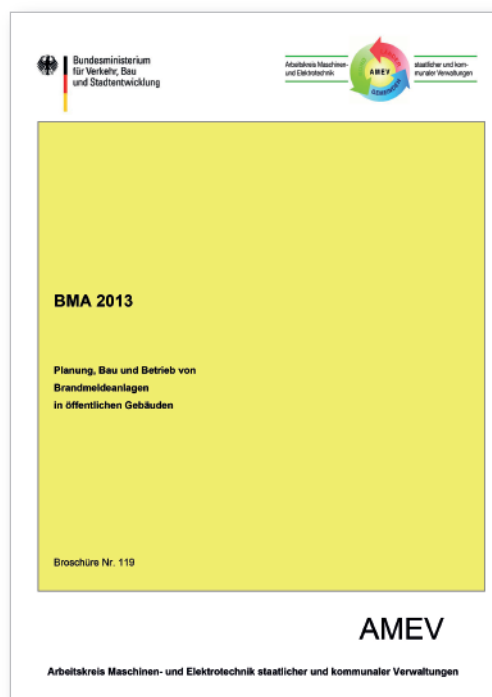 Bundesministerium
für Verkehr, Bau
und Stadtentwicklung
Arbeitskreis Maschinen-
und Elektrotechnik
AMEV
staatlicher und kom-
munaler Verwaltungen
GEMEINDEN
BMA 2013
Planung, Bau und Betrieb von
Brandmeldeanlagen
in öffentlichen Gebäuden
Broschüre Nr. 119
AMEV
Arbeitskreis Maschinen- und Elektrotechnik staatlicher und kommunaler Verwaltungen